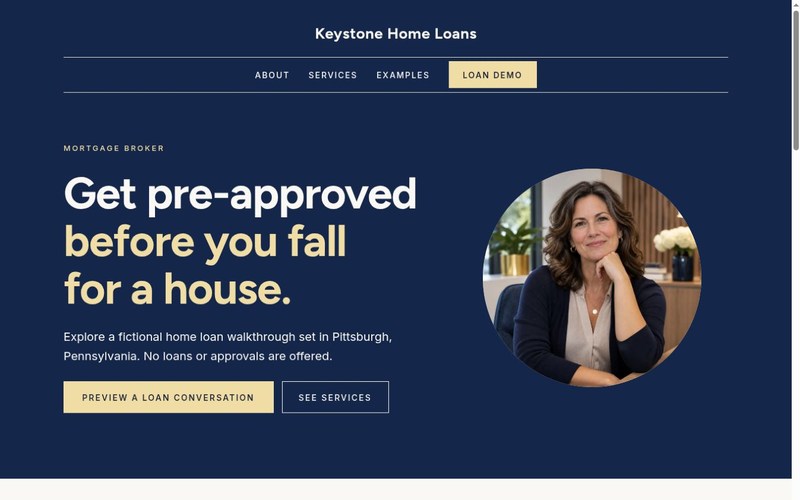 Keystone Home Loans
ABOUT SERVICES EXAMPLES LOAN DEMO
MORTGAGE BROKER
Get pre-approved
before you fall
for a house.
Explore a fictional home loan walkthrough set in Pittsburgh,
Pennsylvania. No loans or approvals are offered.
PREVIEW A LOAN CONVERSATION SEE SERVICES